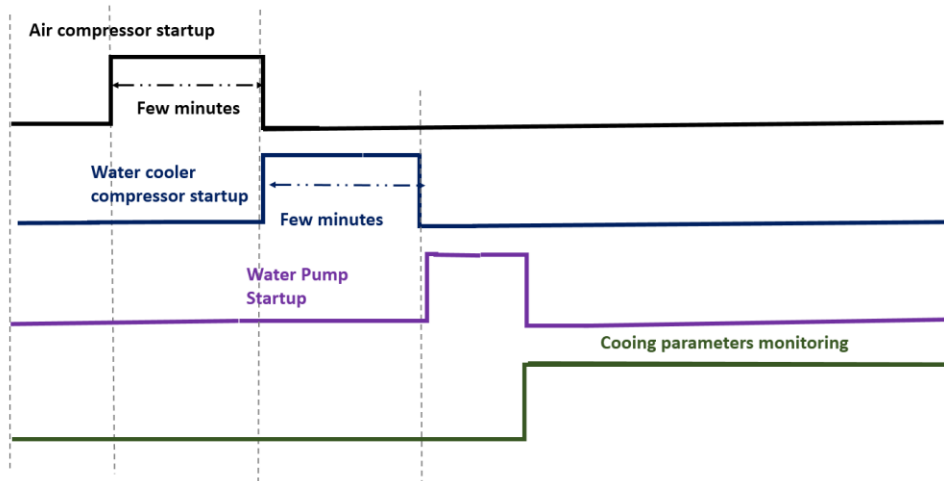 Air compressor startup
Few minutes
Water cooler
compressor startup
Few minutes
Water Pump
Startup
Cooing parameters monitoring